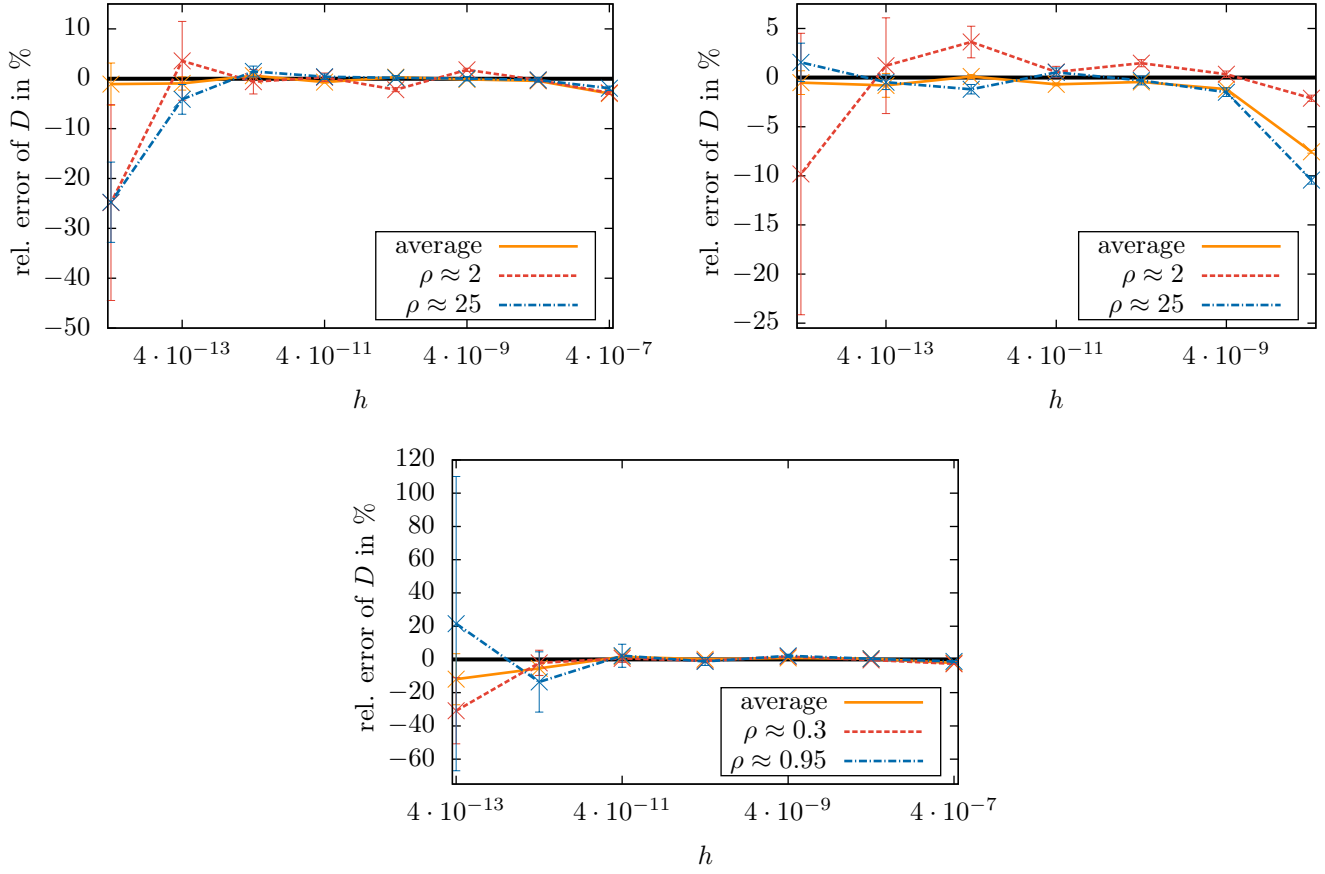 rel. error of D in %
10
0
−10
−20
−30
−40
−50
4 · 10⁻¹³
4 · 10⁻¹¹
4 · 10⁻⁹
4 · 10⁻⁷
h
average
ρ ≈ 2
ρ ≈ 25
rel. error of D in %
5
0
−5
−10
−15
−20
−25
4 · 10⁻¹³
4 · 10⁻¹¹
4 · 10⁻⁹
h
average
ρ ≈ 2
ρ ≈ 25
rel. error of D in %
120
100
80
60
40
20
0
−20
−40
−60
4 · 10⁻¹³
4 · 10⁻¹¹
4 · 10⁻⁹
4 · 10⁻⁷
h
average
ρ ≈ 0.3
ρ ≈ 0.95